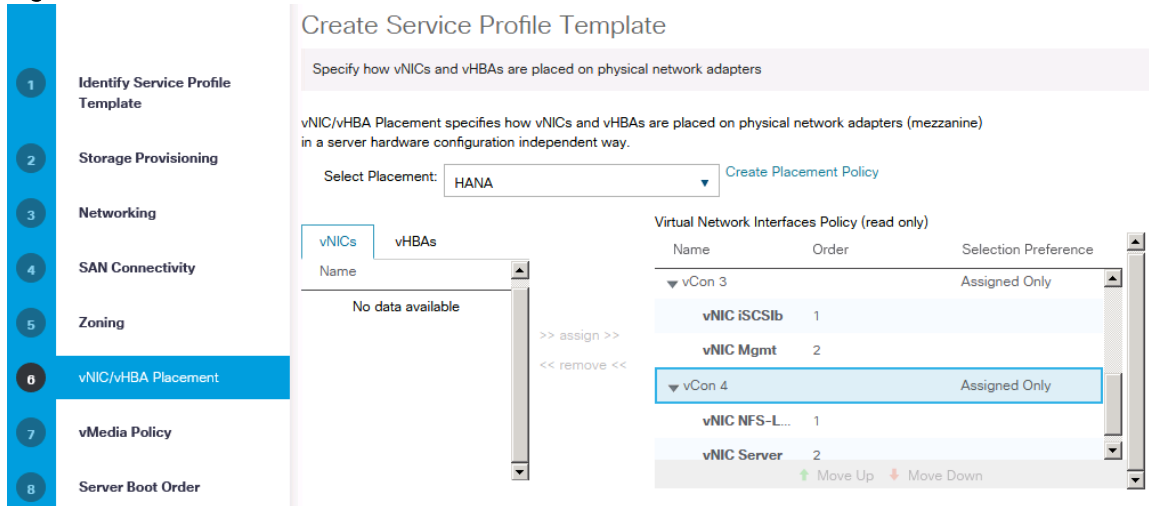 Create Service Profile Template
Specify how vNICs and vHBAs are placed on physical network adapters
1
Identify Service Profile
Template
2
Storage Provisioning
3
Networking
4
SAN Connectivity
5
Zoning
6
vNIC/vHBA Placement
7
vMedia Policy
8
Server Boot Order
vNIC/vHBA Placement specifies how vNICs and vHBAs are placed on physical network adapters (mezzanine)
in a server hardware configuration independent way.
Select Placement: HANA
Create Placement Policy
vNICs vHBAs
Name
No data available
>> assign >>
<< remove <<
Virtual Network Interfaces Policy (read only)
Name Order Selection Preference
vCon 3 Assigned Only
vNIC iSCSIb 1
vNIC Mgmt 2
vCon 4 Assigned Only
vNIC NFS-L... 1
vNIC Server 2
Move Up Move Down